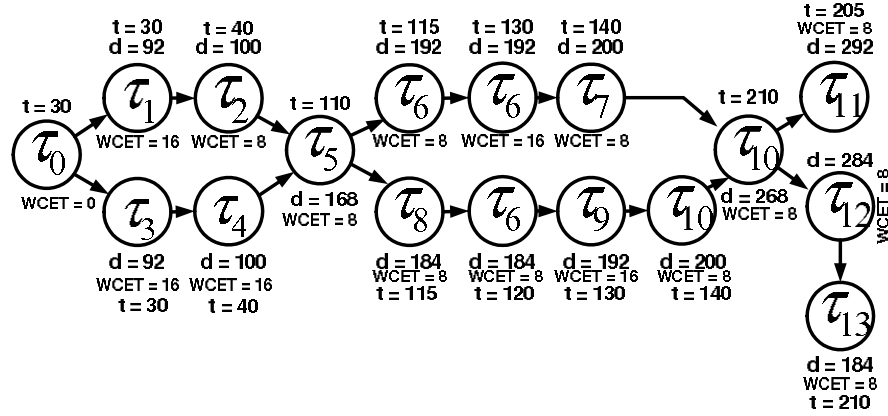 t = 30
τ0
WCET = 0
t = 30
d = 92
τ1
WCET = 16
t = 40
d = 100
τ2
WCET = 8
τ3
d = 92
WCET = 16
t = 30
τ4
d = 100
WCET = 16
t = 40
t = 110
τ5
d = 168
WCET = 8
t = 115
d = 192
τ6
WCET = 8
t = 130
d = 192
τ6
WCET = 16
t = 140
d = 200
τ7
WCET = 8
τ8
d = 184
WCET = 8
t = 115
τ6
d = 184
WCET = 8
t = 120
τ9
d = 192
WCET = 16
t = 130
τ10
d = 200
WCET = 8
t = 140
t = 210
τ10
d = 268
WCET = 8
t = 205
WCET = 8
d = 292
τ11
d = 284
τ12
WCET = 8
τ13
d = 184
WCET = 8
t = 210